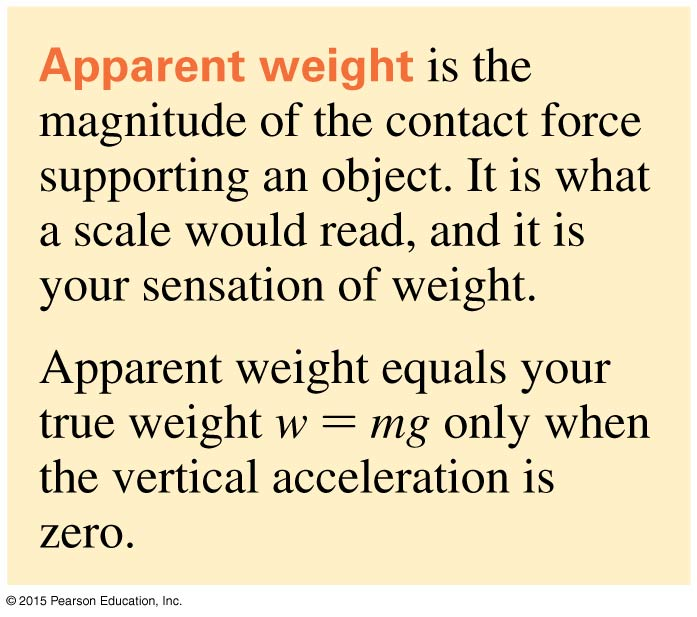 Apparent weight is the
magnitude of the contact force
supporting an object. It is what
a scale would read, and it is
your sensation of weight.
Apparent weight equals your
true weight w = mg only when
the vertical acceleration is
zero.
© 2015 Pearson Education, Inc.